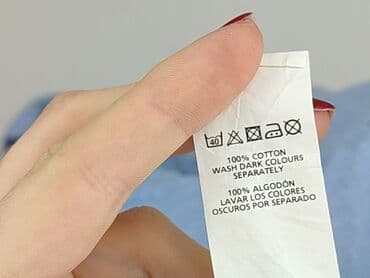 40
100% COTTON
WASH DARK COLOURS
SEPARATELY
100% ALGODÓN
LAVAR LOS COLORES
OSCUROS POR SEPARADO